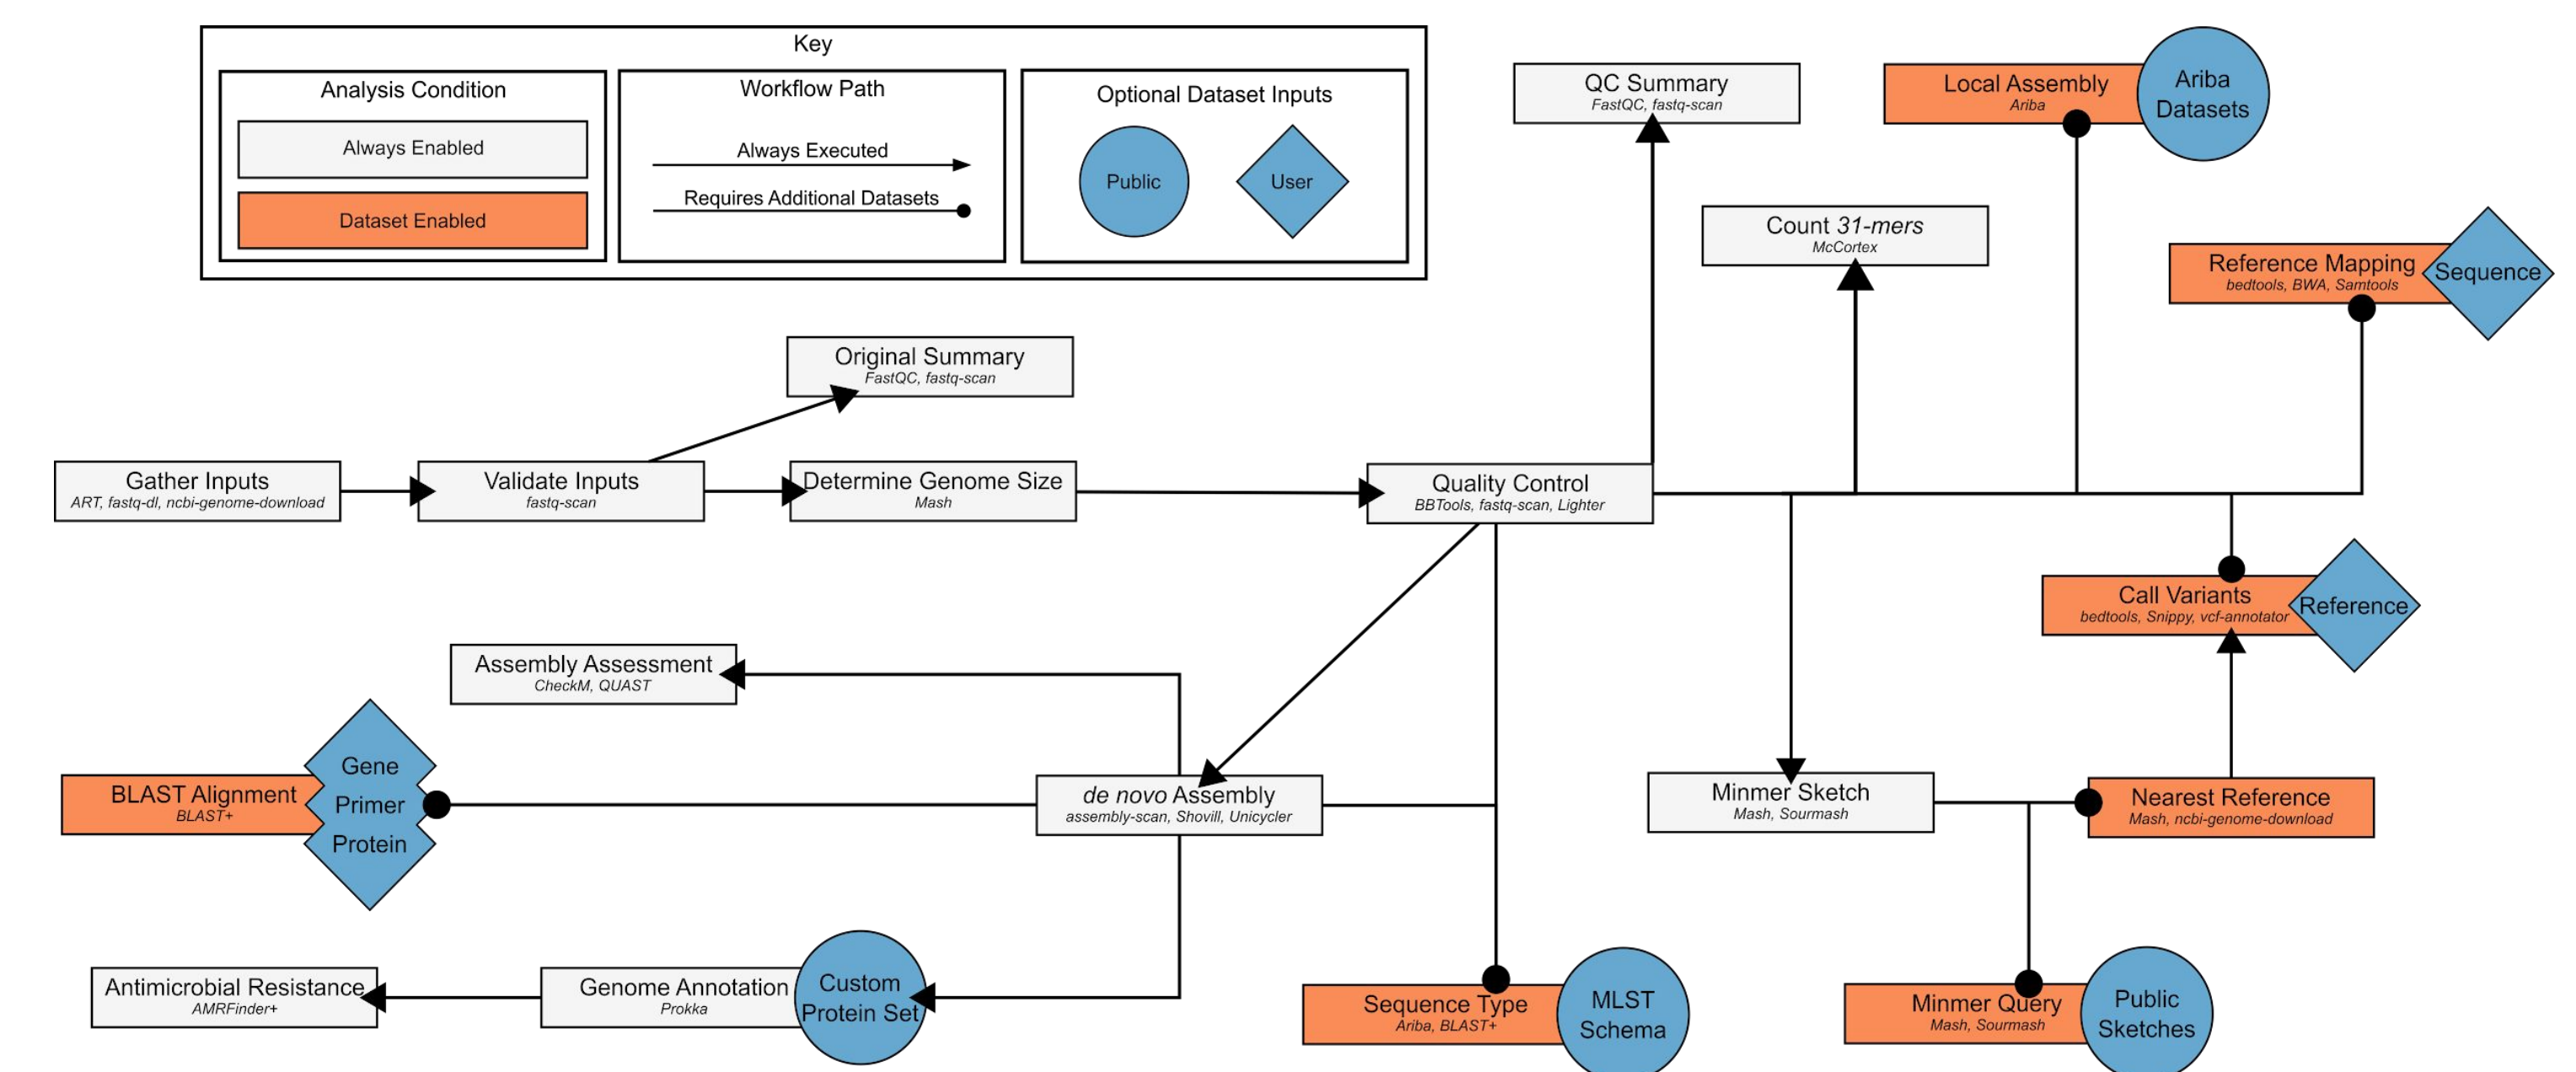 Key
Analysis Condition
Always Enabled
Dataset Enabled
Workflow Path
Always Executed
Requires Additional Datasets
Optional Dataset Inputs
Public
User
QC Summary
FastQC, fastq-scan
Local Assembly
Ariba
Ariba
Datasets
Count 31-mers
McCortex
Reference Mapping
bedtools, BWA, Samtools
Sequence
Original Summary
FastQC, fastq-scan
Gather Inputs
ART, fastq-dl, ncbi-genome-download
Validate Inputs
fastq-scan
Determine Genome Size
Mash
Quality Control
BBTools, fastq-scan, Lighter
Call Variants
bedtools, Snippy, vcf-annotator
Reference
Assembly Assessment
CheckM, QUAST
BLAST Alignment
BLAST+
Gene
Primer
Protein
de novo Assembly
assembly-scan, Shovill, Unicycler
Minmer Sketch
Mash, Sourmash
Nearest Reference
Mash, ncbi-genome-download
Antimicrobial Resistance
AMRFinder+
Genome Annotation
Prokka
Custom
Protein Set
Sequence Type
Ariba, BLAST+
MLST
Schema
Minmer Query
Mash, Sourmash
Public
Sketches